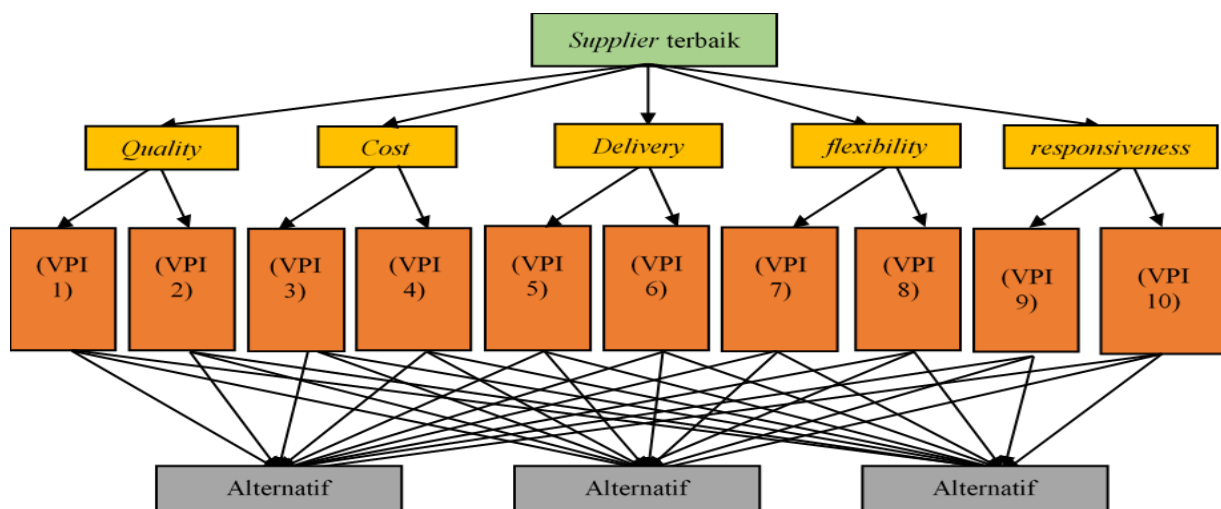 Supplier terbaik
Quality
Cost
Delivery
flexibility
responsiveness
(VPI
1)
(VPI
2)
(VPI
3)
(VPI
4)
(VPI
5)
(VPI
6)
(VPI
7)
(VPI
8)
(VPI
9)
(VPI
10)
Alternatif
Alternatif
Alternatif